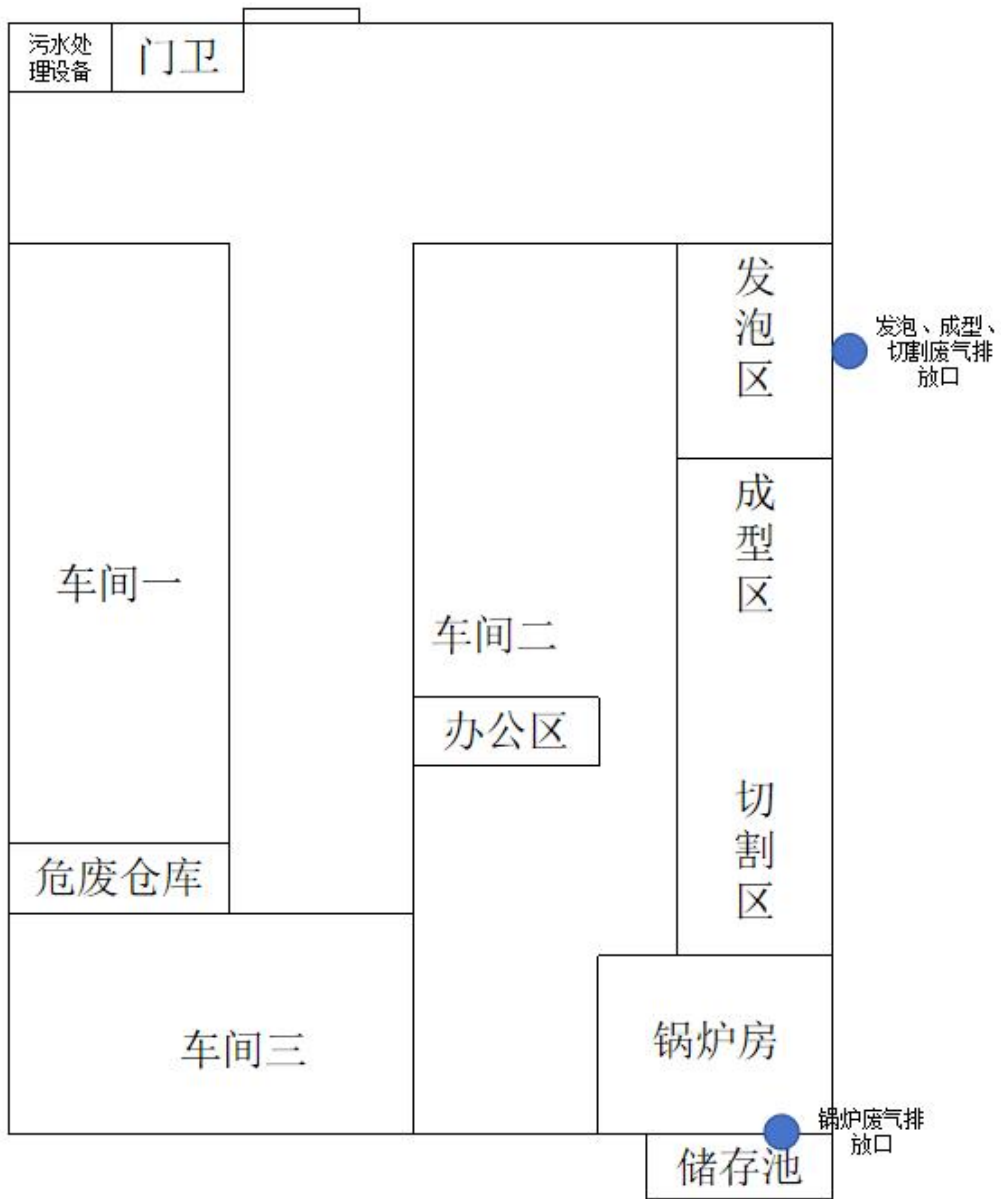 污水处
理设备
门卫
发泡区
发泡、成型、
切割废气排
放口
成型区
车间一
车间二
办公区
切割区
危废仓库
车间三
锅炉房
锅炉废气排
放口
储存池